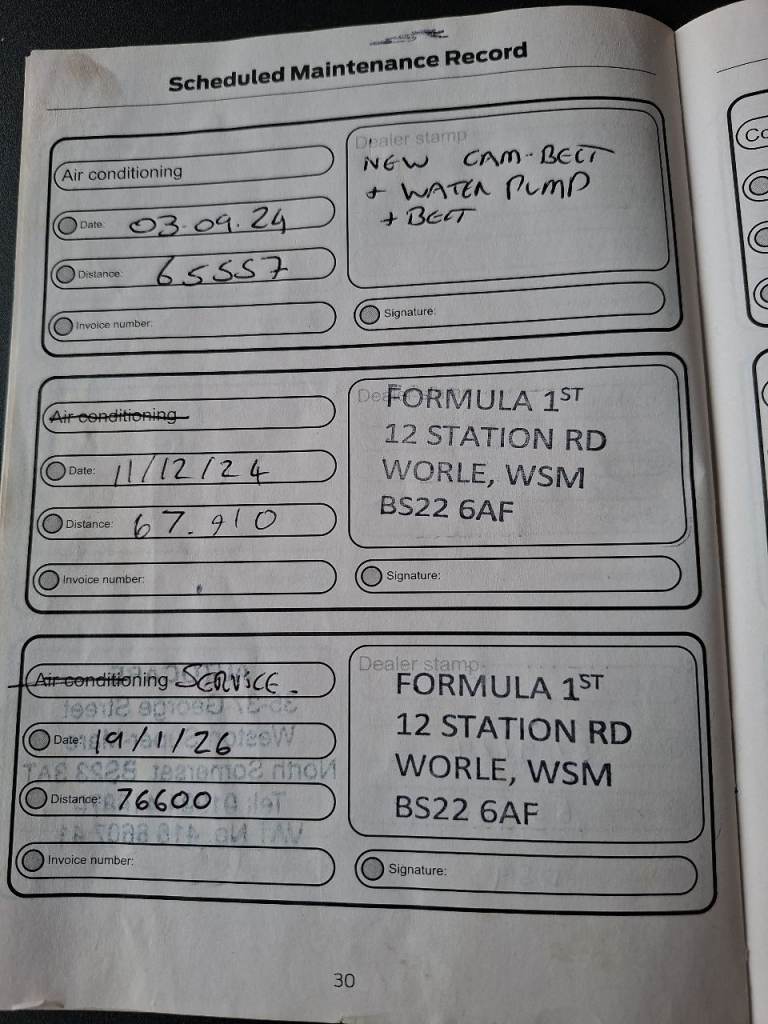 Scheduled Maintenance Record
Air conditioning
Date: 03.09.24
Distance: 65557
Invoice number:
Dealer stamp
NEW CAM-BELT
+ WATER PUMP
+ BELT
Signature:
Air conditioning
Date: 11/12/24
Distance: 67.910
Invoice number:
FORMULA 1ST
12 STATION RD
WORLE, WSM
BS22 6AF
Signature:
Air conditioning SERVICE.
Date: 19/1/26
Distance: 76600
Invoice number:
Dealer stamp
FORMULA 1ST
12 STATION RD
WORLE, WSM
BS22 6AF
Signature:
30